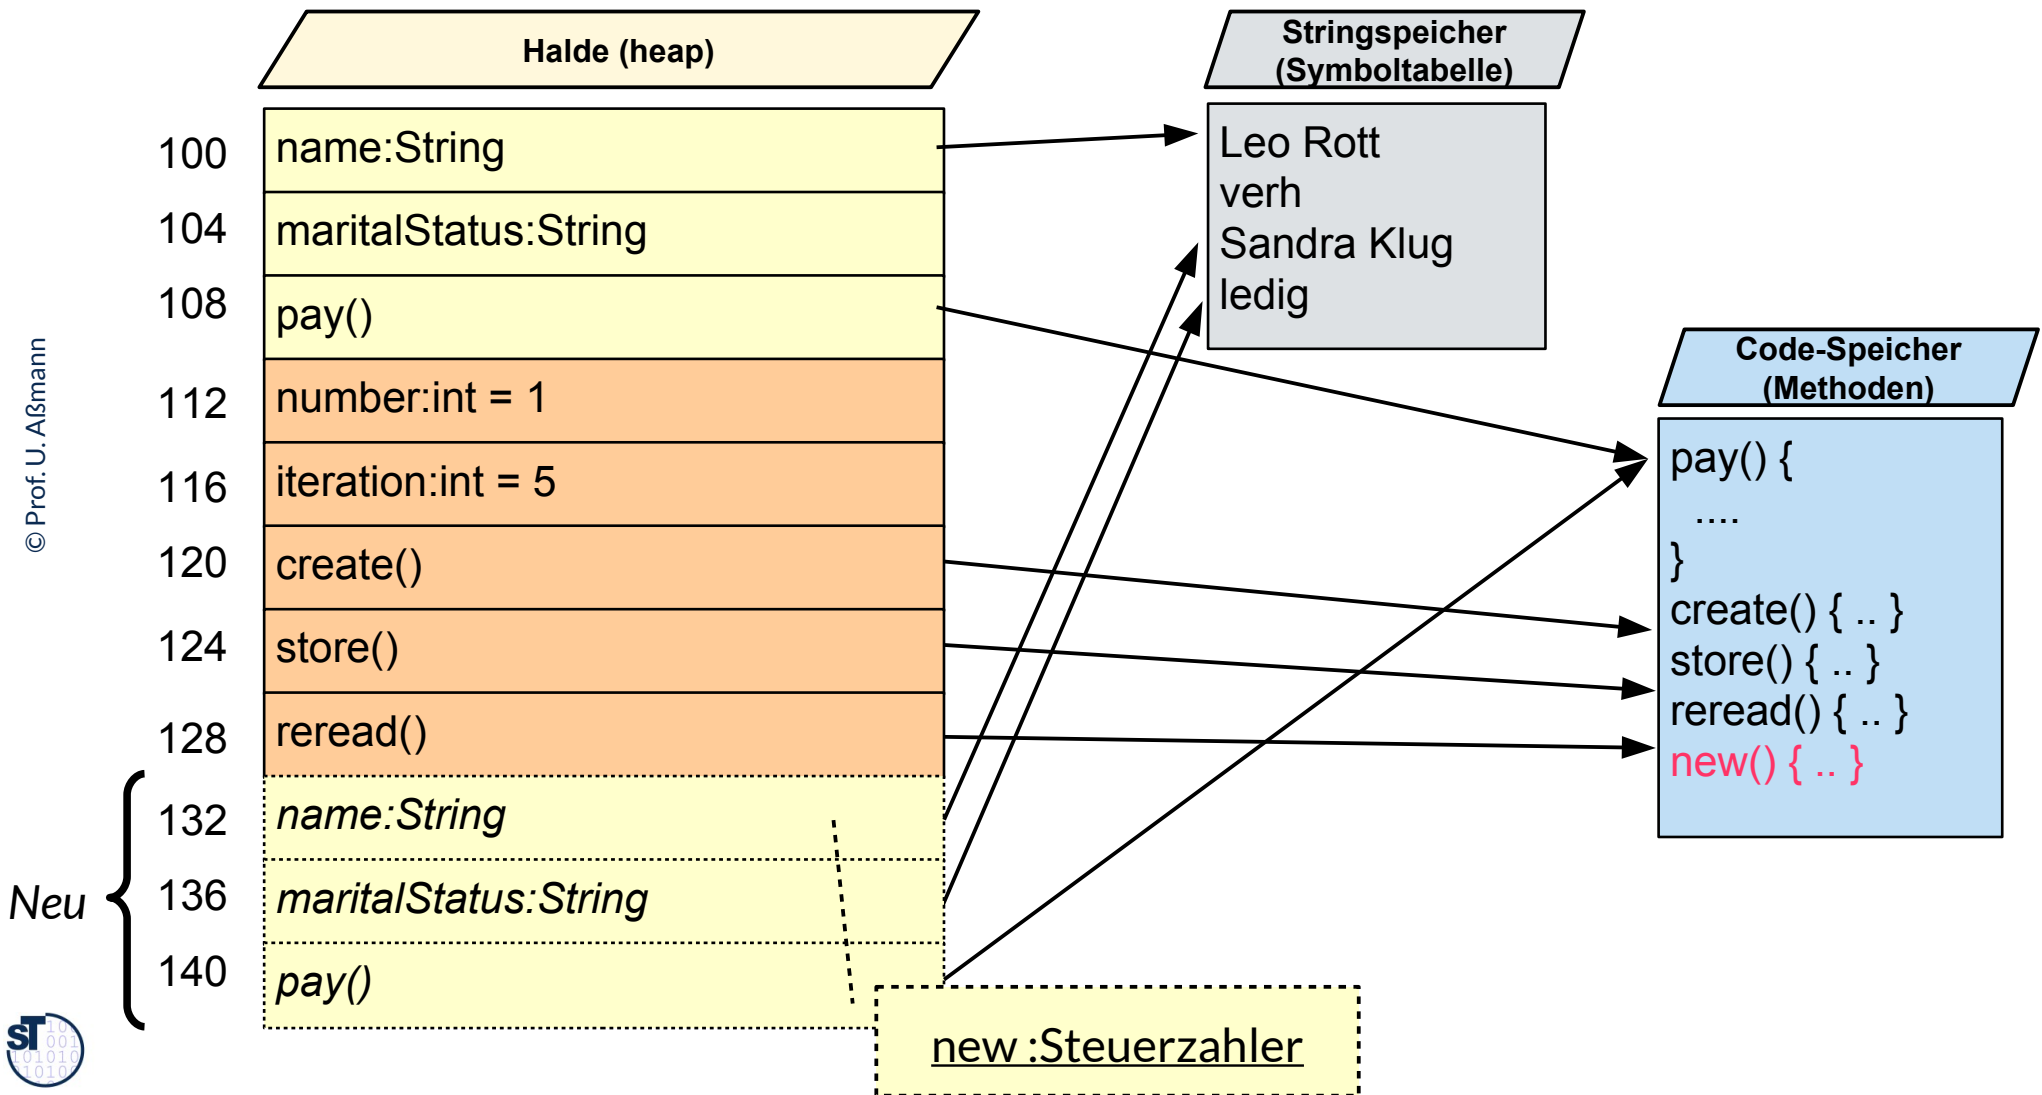 Halde (heap)
Stringspeicher
(Symboltabelle)
100
name:String
104
maritalStatus:String
108
pay()
112
number:int = 1
116
iteration:int = 5
120
create()
124
store()
128
reread()
132
name:String
136
maritalStatus:String
140
pay()
Neu
new :Steuerzahler
Leo Rott
verh
Sandra Klug
ledig
Code-Speicher
(Methoden)
pay() {
....
}
create() { .. }
store() { .. }
reread() { .. }
new() { .. }
© Prof. U. Aßmann
ST